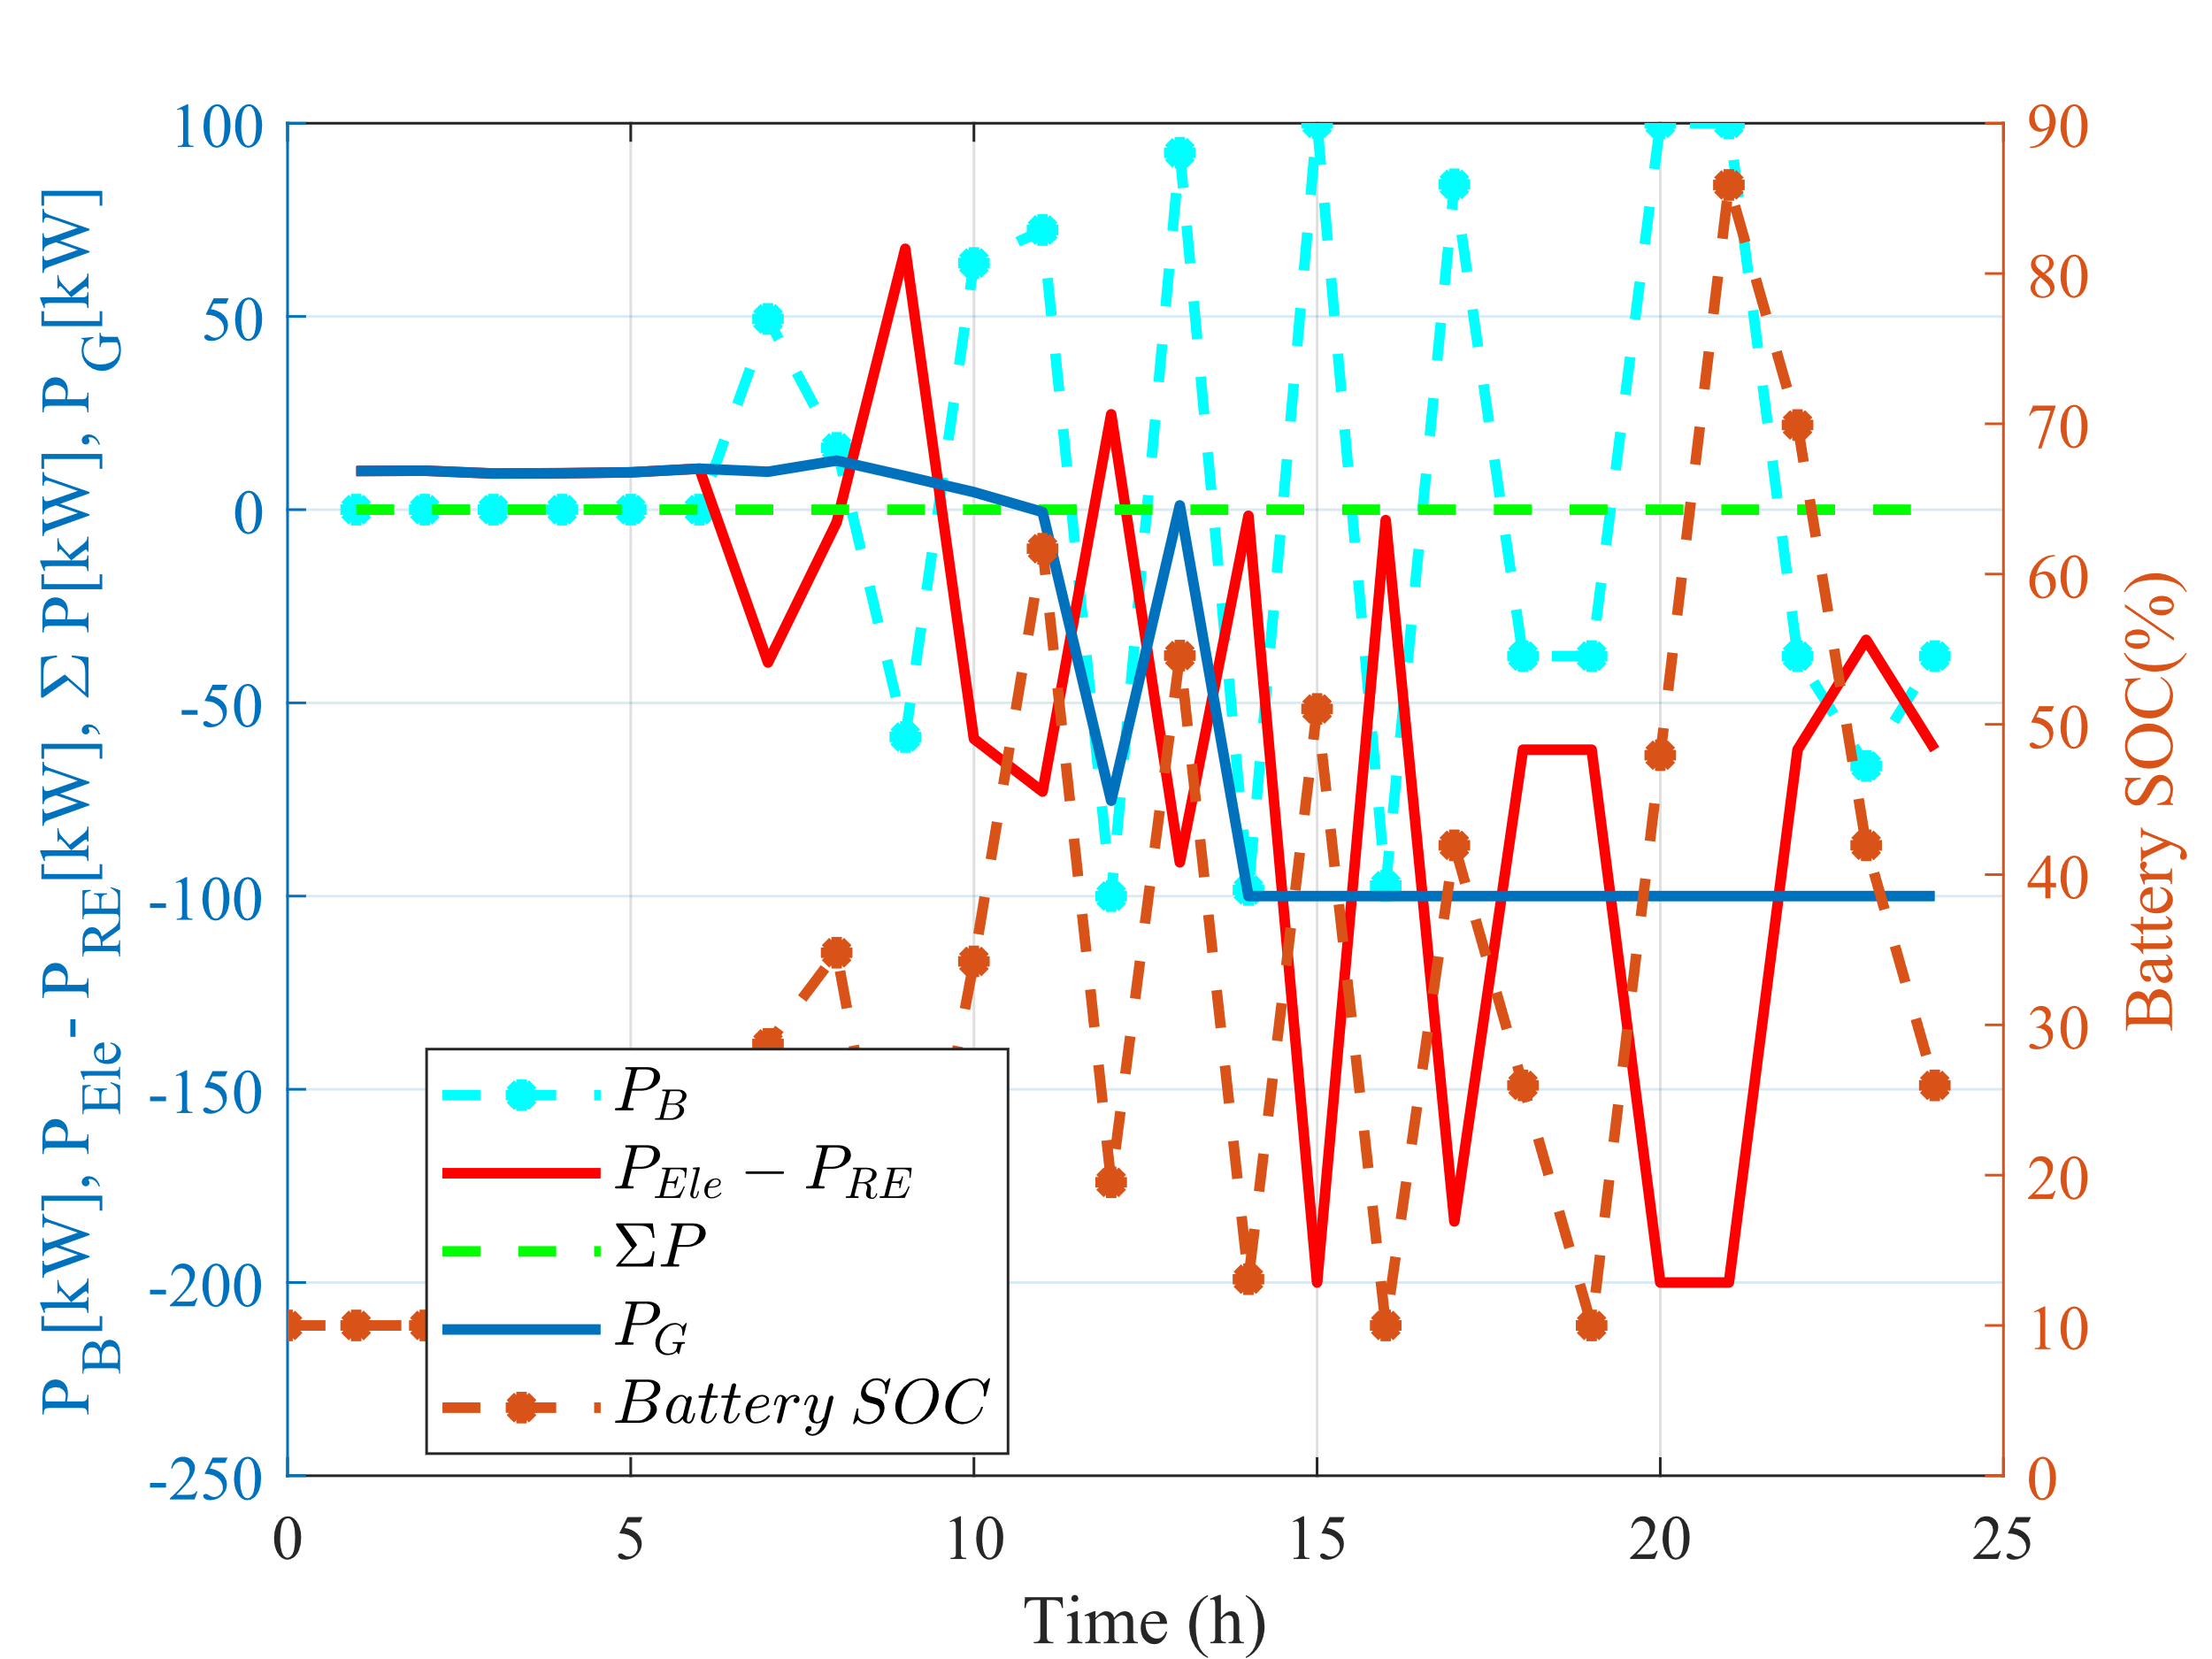 P_B[kW], P_Ele - P_RE[kW], Σ P[kW], P_G[kW]
100
50
0
-50
-100
-150
-200
-250
90
80
70
60
50
40
30
20
10
0
Battery SOC(%)
P_B
P_Ele − P_RE
ΣP
P_G
Battery SOC
0 5 10 15 20 25
Time (h)